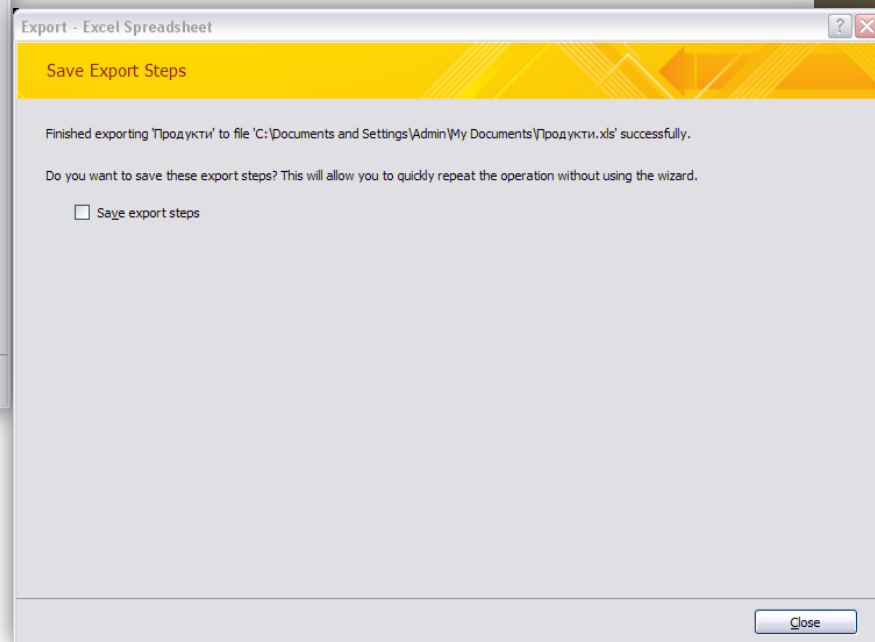 Export - Excel Spreadsheet
Save Export Steps
Finished exporting 'Продукти' to file 'C:\Documents and Settings\Admin\My Documents\Продукти.xls' successfully.
Do you want to save these export steps? This will allow you to quickly repeat the operation without using the wizard.
Save export steps
Close